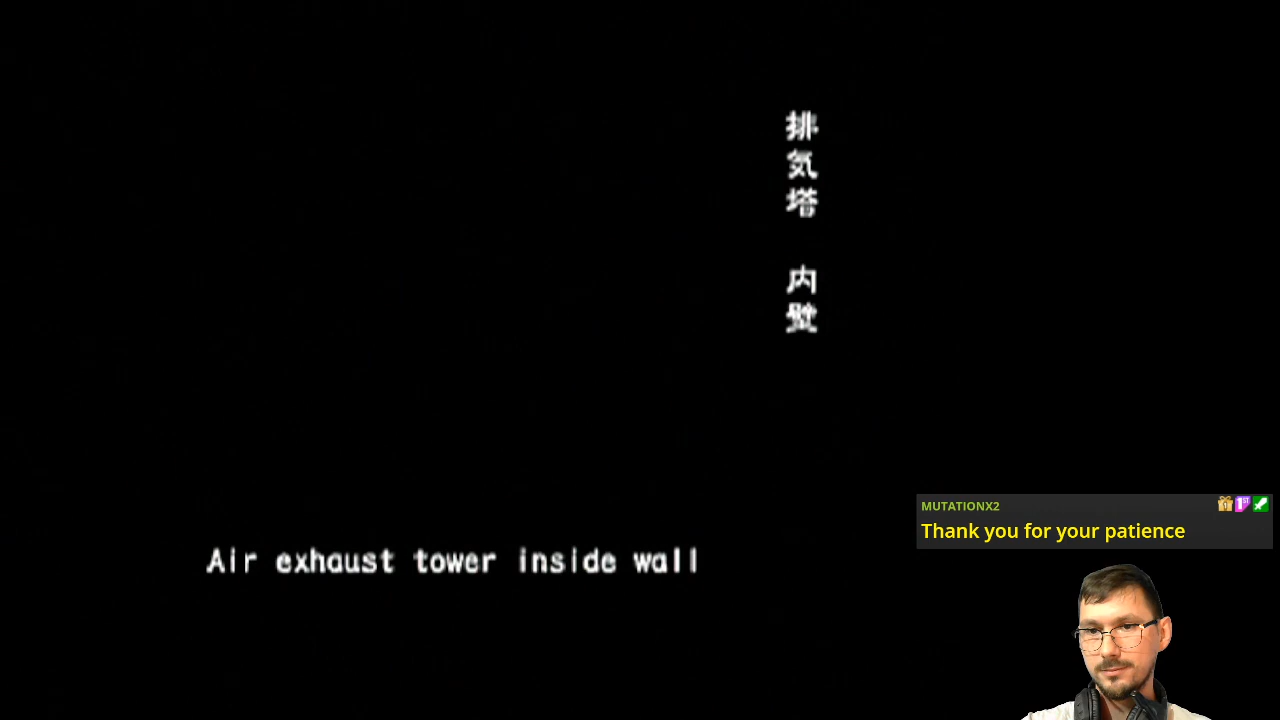 排気塔 内壁
Air exhaust tower inside wall
MUTATIONX2
Thank you for your patience